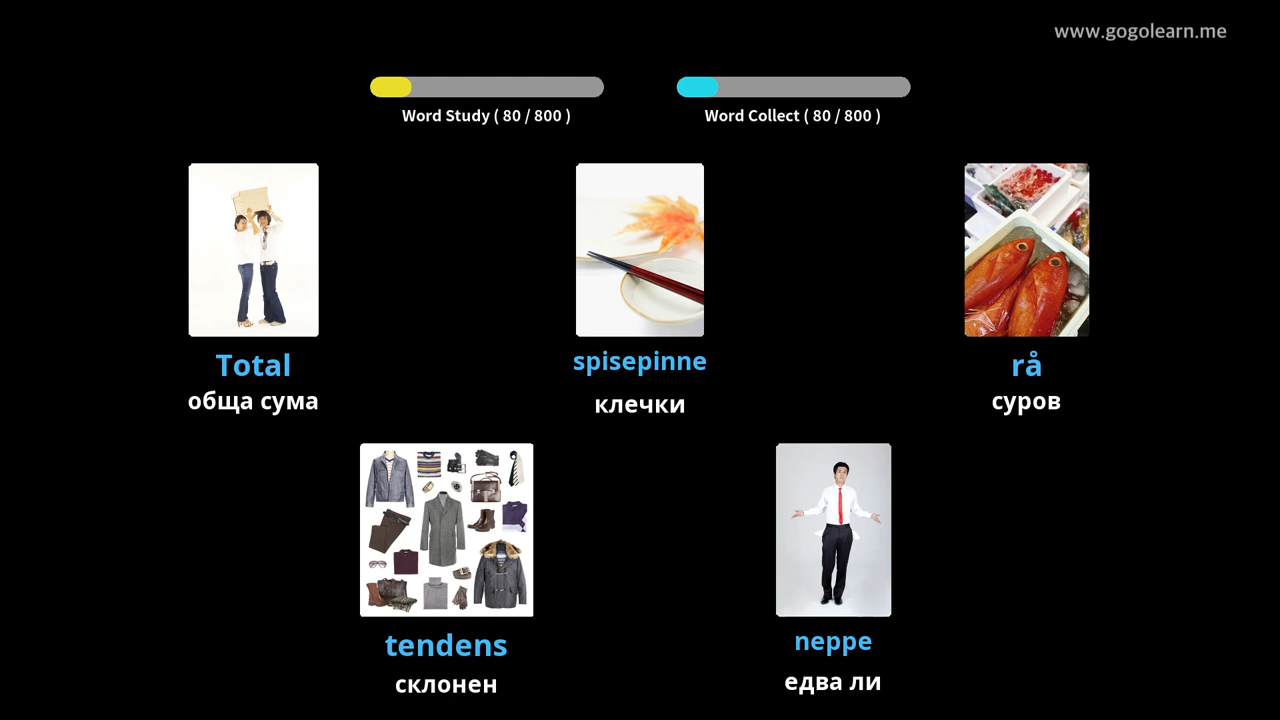 www.gogolearn.me
Word Study ( 80 / 800 )
Word Collect ( 80 / 800 )
Total
обща сума
spisepinne
клечки
rå
суров
tendens
склонен
neppe
едва ли